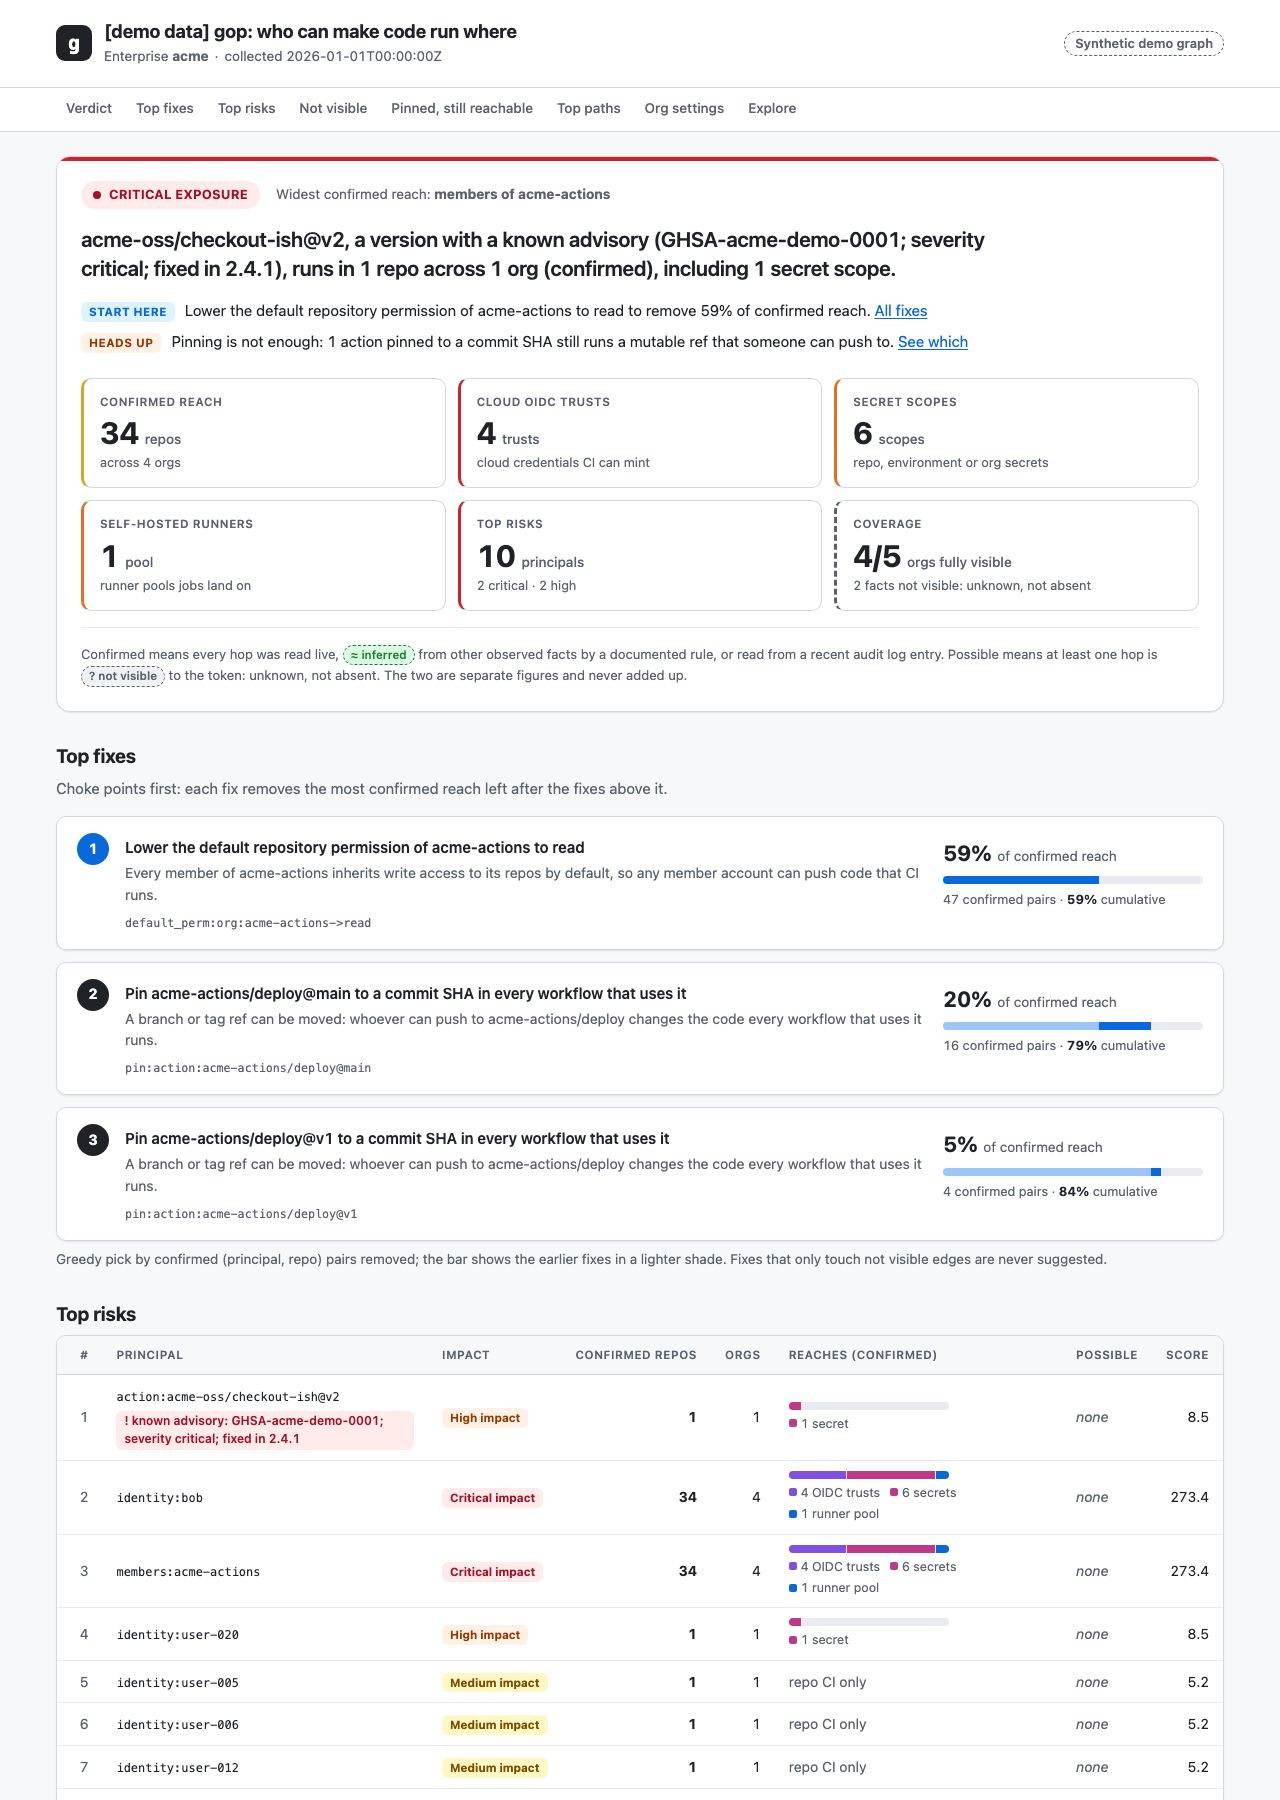 g
[demo data] gop: who can make code run where
Enterprise acme · collected 2026-01-01T00:00:00Z
Synthetic demo graph
Verdict
Top fixes
Top risks
Not visible
Pinned, still reachable
Top paths
Org settings
Explore
CRITICAL EXPOSURE
Widest confirmed reach: members of acme-actions
acme-oss/checkout-ish@v2, a version with a known advisory (GHSA-acme-demo-0001; severity
critical; fixed in 2.4.1), runs in 1 repo across 1 org (confirmed), including 1 secret scope.
START HERE Lower the default repository permission of acme-actions to read to remove 59% of confirmed reach. All fixes
HEADS UP Pinning is not enough: 1 action pinned to a commit SHA still runs a mutable ref that someone can push to. See which
CONFIRMED REACH
34 repos
across 4 orgs
CLOUD OIDC TRUSTS
4 trusts
cloud credentials CI can mint
SECRET SCOPES
6 scopes
repo, environment or org secrets
SELF-HOSTED RUNNERS
1 pool
runner pools jobs land on
TOP RISKS
10 principals
2 critical · 2 high
COVERAGE
4/5 orgs fully visible
2 facts not visible: unknown, not absent
Confirmed means every hop was read live, ≈ inferred from other observed facts by a documented rule, or read from a recent audit log entry. Possible means at least one hop is
? not visible to the token: unknown, not absent. The two are separate figures and never added up.
Top fixes
Choke points first: each fix removes the most confirmed reach left after the fixes above it.
1
Lower the default repository permission of acme-actions to read
Every member of acme-actions inherits write access to its repos by default, so any member account can push code that CI
runs.
default_perm:org:acme-actions->read
59% of confirmed reach
47 confirmed pairs · 59% cumulative
2
Pin acme-actions/deploy@main to a commit SHA in every workflow that uses it
A branch or tag ref can be moved: whoever can push to acme-actions/deploy changes the code every workflow that uses it
runs.
pin:action:acme-actions/deploy@main
20% of confirmed reach
16 confirmed pairs · 79% cumulative
3
Pin acme-actions/deploy@v1 to a commit SHA in every workflow that uses it
A branch or tag ref can be moved: whoever can push to acme-actions/deploy changes the code every workflow that uses it
runs.
pin:action:acme-actions/deploy@v1
5% of confirmed reach
4 confirmed pairs · 84% cumulative
Greedy pick by confirmed (principal, repo) pairs removed; the bar shows the earlier fixes in a lighter shade. Fixes that only touch not visible edges are never suggested.
Top risks
# PRINCIPAL IMPACT CONFIRMED REPOS ORGS REACHES (CONFIRMED) POSSIBLE SCORE
1 action:acme-oss/checkout-ish@v2
! known advisory: GHSA-acme-demo-0001;
severity critical; fixed in 2.4.1
High impact 1 1 1 secret none 8.5
2 identity:bob Critical impact 34 4 4 OIDC trusts 6 secrets
1 runner pool
none 273.4
3 members:acme-actions Critical impact 34 4 4 OIDC trusts 6 secrets
1 runner pool
none 273.4
4 identity:user-020 High impact 1 1 1 secret none 8.5
5 identity:user-005 Medium impact 1 1 repo CI only none 5.2
6 identity:user-006 Medium impact 1 1 repo CI only none 5.2
7 identity:user-012 Medium impact 1 1 repo CI only none 5.2